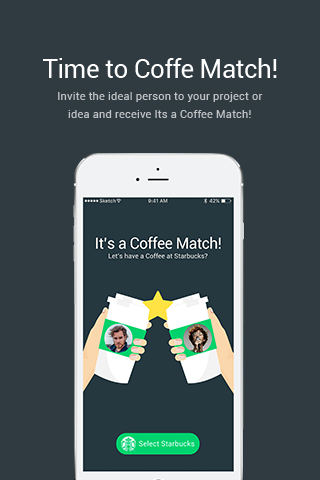 Time to Coffe Match!
Invite the ideal person to your project or
idea and receive Its a Coffee Match!
Sketch 9:41 AM 42%
It's a Coffee Match!
Let's have a Coffee at Starbucks?
Select Starbucks